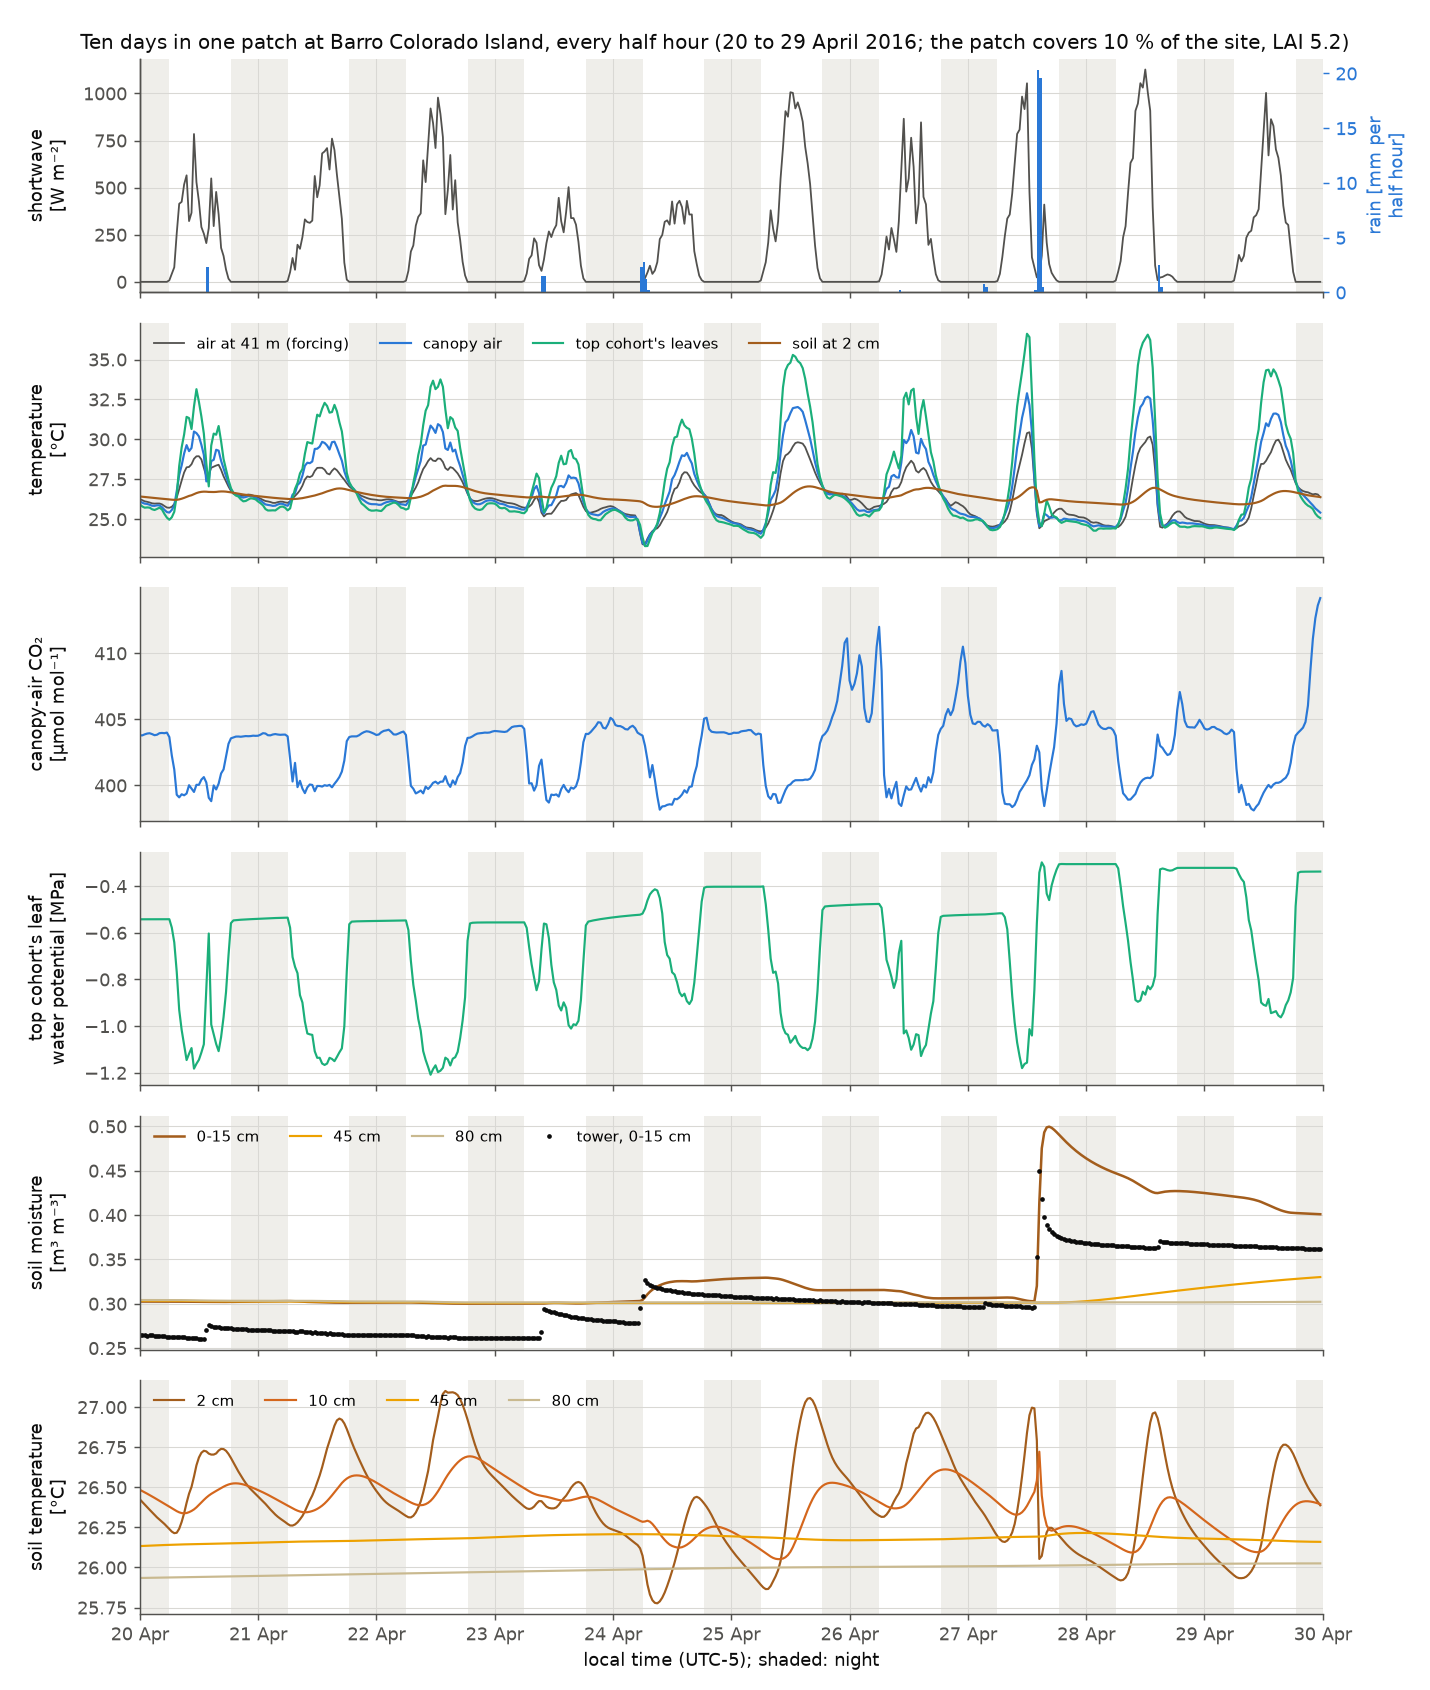 Ten days in one patch at Barro Colorado Island, every half hour (20 to 29 April 2016; the patch covers 10 % of the site, LAI 5.2)
shortwave
[W m⁻²]
1000
750
500
250
0
20
15
10
5
0
rain [mm per
half hour]
air at 41 m (forcing)
canopy air
top cohort's leaves
soil at 2 cm
temperature
[°C]
35.0
32.5
30.0
27.5
25.0
canopy-air CO₂
[µmol mol⁻¹]
410
405
400
top cohort's leaf
water potential [MPa]
−0.4
−0.6
−0.8
−1.0
−1.2
0-15 cm
45 cm
80 cm
tower, 0-15 cm
soil moisture
[m³ m⁻³]
0.50
0.45
0.40
0.35
0.30
0.25
2 cm
10 cm
45 cm
80 cm
soil temperature
[°C]
27.00
26.75
26.50
26.25
26.00
25.75
20 Apr
21 Apr
22 Apr
23 Apr
24 Apr
25 Apr
26 Apr
27 Apr
28 Apr
29 Apr
30 Apr
local time (UTC-5); shaded: night